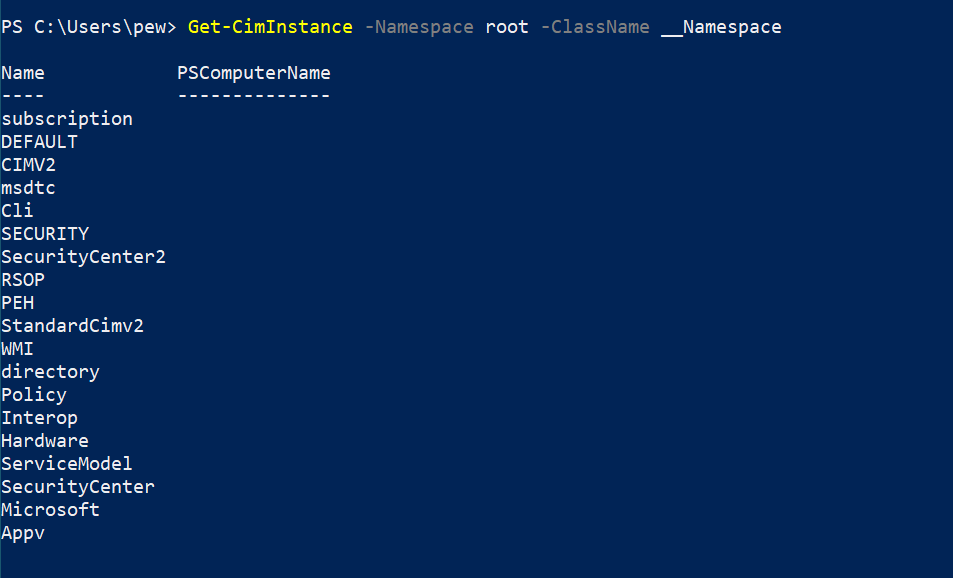 PS C:\Users\pew> Get-CimInstance -Namespace root -ClassName __Namespace
Name PSComputerName
---- --------------
subscription
DEFAULT
CIMV2
msdtc
Cli
SECURITY
SecurityCenter2
RSOP
PEH
StandardCimv2
WMI
directory
Policy
Interop
Hardware
ServiceModel
SecurityCenter
Microsoft
Appv